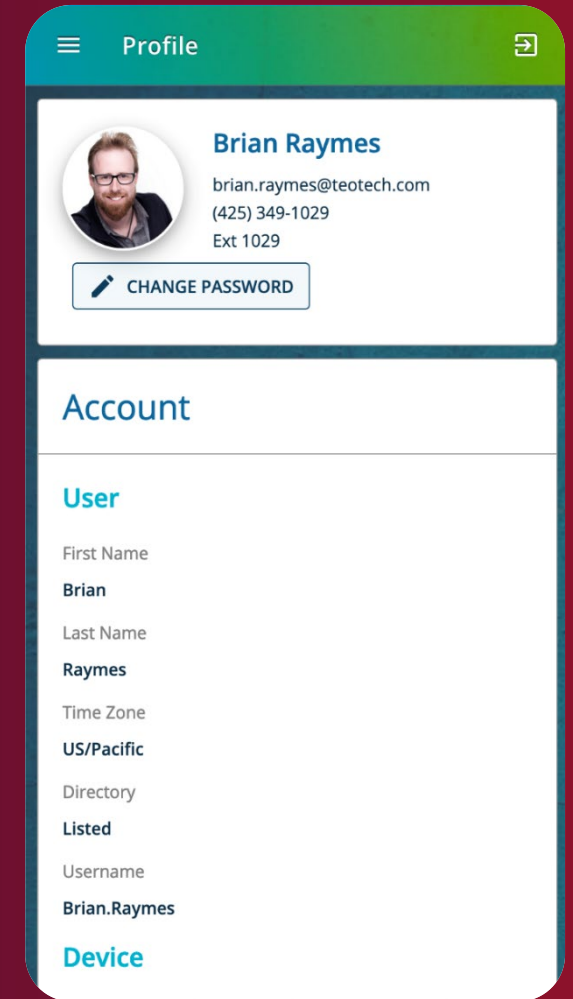 Profile
Brian Raymes
brian.raymes@teotech.com
(425) 349-1029
Ext 1029
CHANGE PASSWORD
Account
User
First Name
Brian
Last Name
Raymes
Time Zone
US/Pacific
Directory
Listed
Username
Brian.Raymes
Device